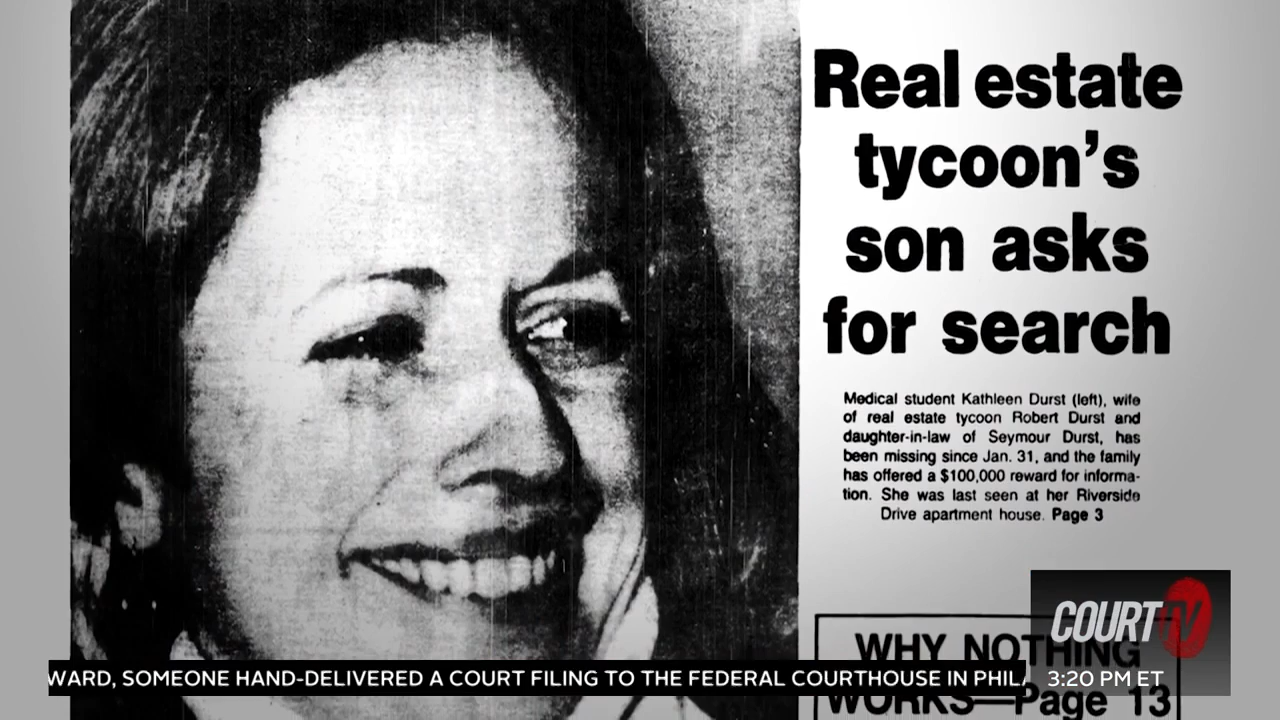 Real estate
tycoon's
son asks
for search
Medical student Kathleen Durst (left), wife
of real estate tycoon Robert Durst and
daughter-in-law of Seymour Durst, has
been missing since Jan. 31, and the family
has offered a $100,000 reward for informa-
tion. She was last seen at her Riverside
Drive apartment house. Page 3
WHY NOTHING
WORKS—Page 13
COURT TV
WARD, SOMEONE HAND-DELIVERED A COURT FILING TO THE FEDERAL COURTHOUSE IN PHIL
3:20 PM ET